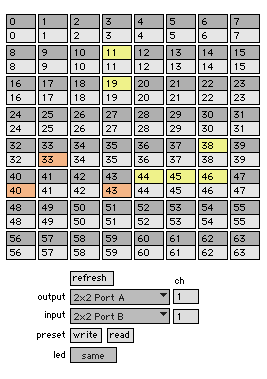 0 1 2 3 4 5 6 7
0 1 2 3 4 5 6 7
8 9 10 11 12 13 14 15
8 9 10 11 12 13 14 15
16 17 18 19 20 21 22 23
16 17 18 19 20 21 22 23
24 25 26 27 28 29 30 31
24 25 26 27 28 29 30 31
32 33 34 35 36 37 38 39
32 33 34 35 36 37 38 39
40 41 42 43 44 45 46 47
40 41 42 43 44 45 46 47
48 49 50 51 52 53 54 55
48 49 50 51 52 53 54 55
56 57 58 59 60 61 62 63
56 57 58 59 60 61 62 63
refresh ch
output 2x2 Port A 1
input 2x2 Port B 1
preset write read
led same